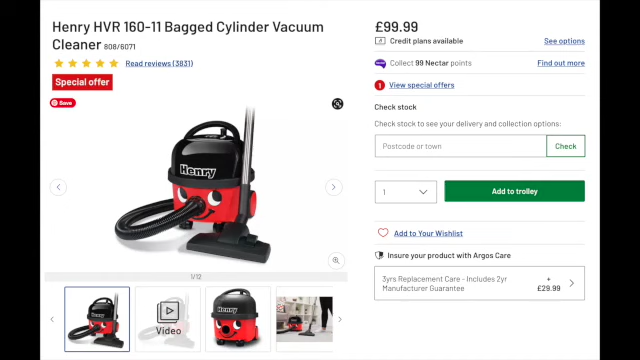 Henry HVR 160-11 Bagged Cylinder Vacuum
Cleaner 808/6071
Read reviews (3831)
Special offer
Save
Henry
1/12
Video
£99.99
Credit plans available
See options
Collect 99 Nectar points
Find out more
1 View special offers
Check stock
Check stock to see your delivery and collection options:
Postcode or town
Check
1
Add to trolley
Add to Your Wishlist
Insure your product with Argos Care
3yrs Replacement Care - Includes 2yr
Manufacturer Guarantee
+
£29.99